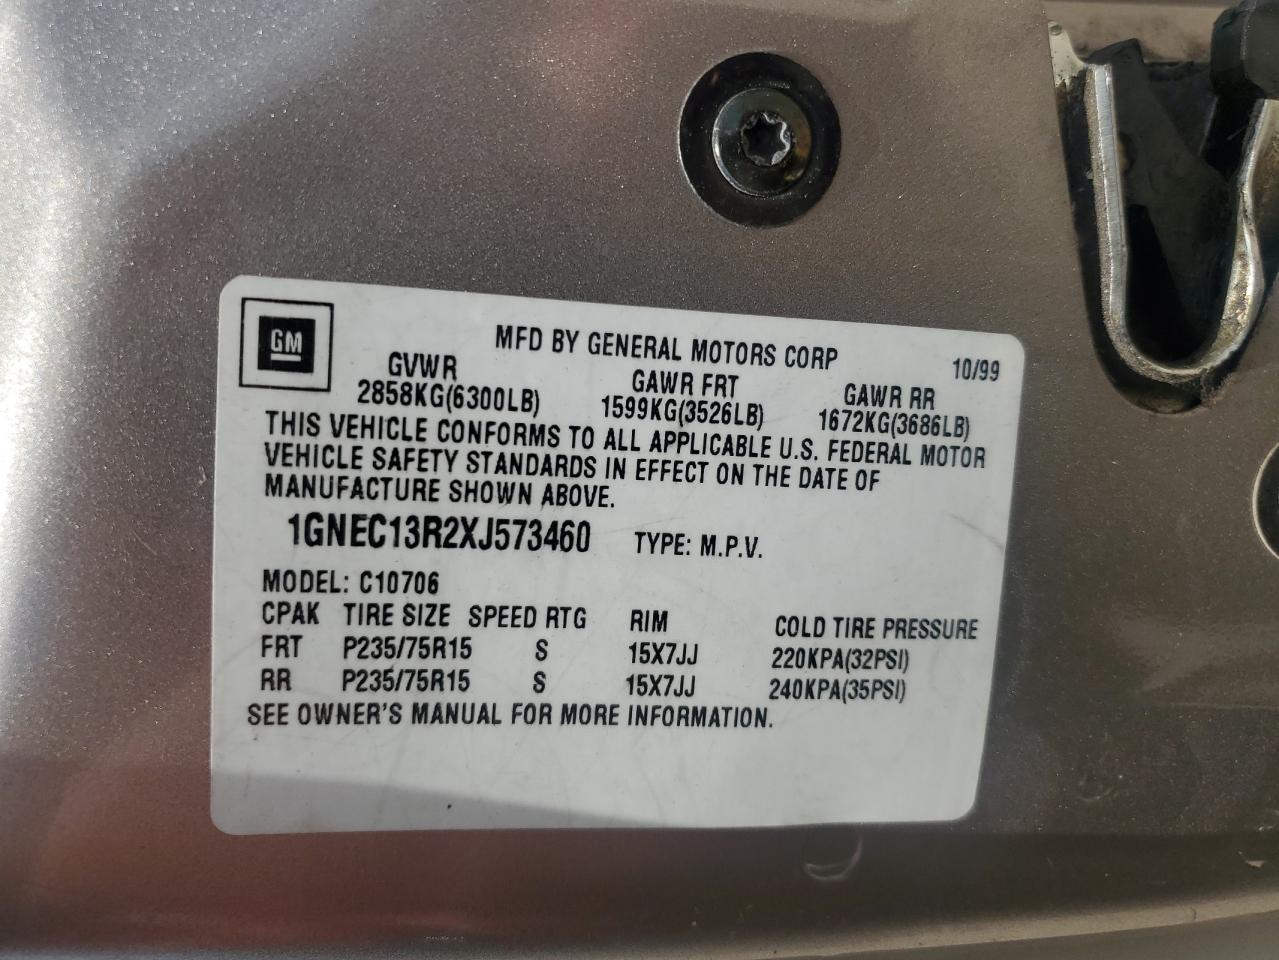 GM
MFD BY GENERAL MOTORS CORP 10/99
GVWR GAWR FRT GAWR RR
2858KG(6300LB) 1599KG(3526LB) 1672KG(3686LB)
THIS VEHICLE CONFORMS TO ALL APPLICABLE U.S. FEDERAL MOTOR
VEHICLE SAFETY STANDARDS IN EFFECT ON THE DATE OF
MANUFACTURE SHOWN ABOVE.
1GNEC13R2XJ573460 TYPE: M.P.V.
MODEL: C10706
CPAK TIRE SIZE SPEED RTG RIM COLD TIRE PRESSURE
FRT P235/75R15 S 15X7JJ 220KPA(32PSI)
RR P235/75R15 S 15X7JJ 240KPA(35PSI)
SEE OWNER'S MANUAL FOR MORE INFORMATION.